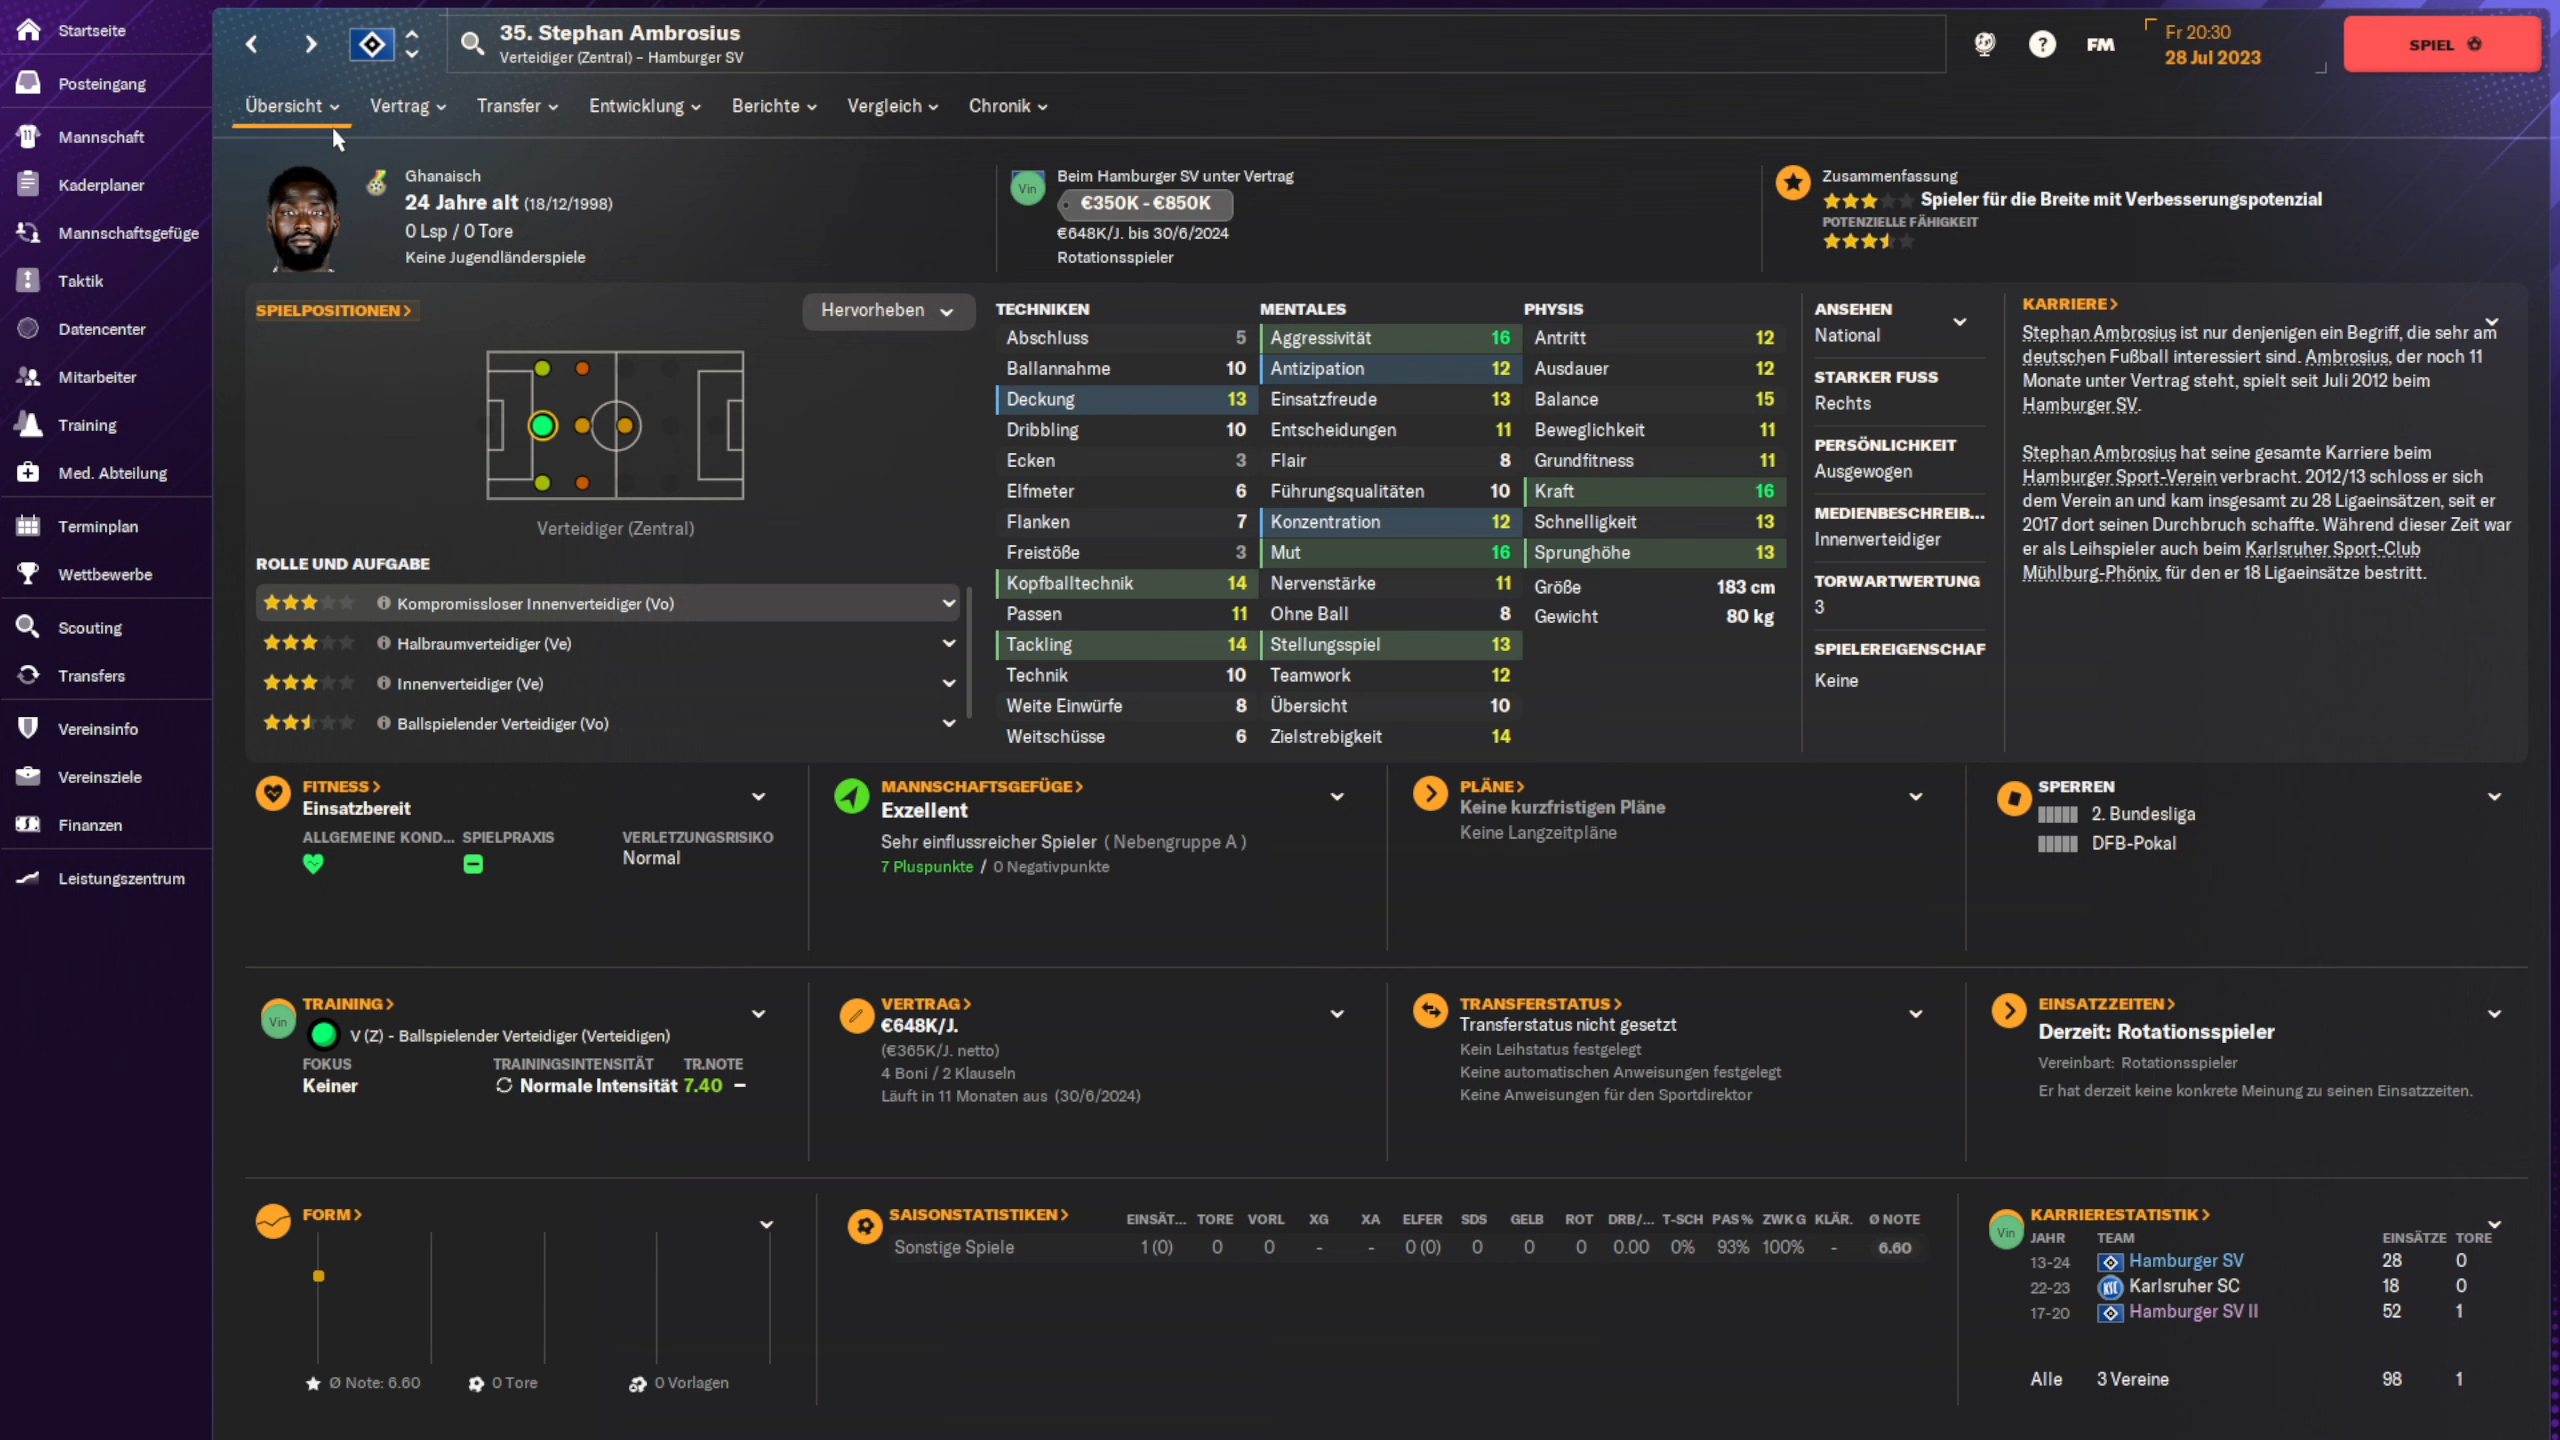 Startseite
Posteingang
Mannschaft
Kaderplaner
Mannschaftsgefüge
Taktik
Datencenter
Mitarbeiter
Training
Med. Abteilung
Terminplan
Wettbewerbe
Scouting
Transfers
Vereinsinfo
Vereinsziele
Finanzen
Leistungszentrum
35. Stephan Ambrosius
Verteidiger (Zentral) - Hamburger SV
?
FM
Fr 20:30
28 Jul 2023
SPIEL
Übersicht Vertrag Transfer Entwicklung Berichte Vergleich Chronik
Ghanaisch
24 Jahre alt (18/12/1998)
0 Lsp / 0 Tore
Keine Jugendländerspiele
Vin
Beim Hamburger SV unter Vertrag
€350K - €850K
€648K/J. bis 30/6/2024
Rotationsspieler
Zusammenfassung
Spieler für die Breite mit Verbesserungspotenzial
POTENZIELLE FÄHIGKEIT
SPIELPOSITIONEN >
Hervorheben
Verteidiger (Zentral)
ROLLE UND AUFGABE
Kompromissloser Innenverteidiger (Vo)
Halbraumverteidiger (Ve)
Innenverteidiger (Ve)
Ballspielender Verteidiger (Vo)
TECHNIKEN
Abschluss 5
Ballannahme 10
Deckung 13
Dribbling 10
Ecken 3
Elfmeter 6
Flanken 7
Freistöße 3
Kopfballtechnik 14
Passen 11
Tackling 14
Technik 10
Weite Einwürfe 8
Weitschüsse 6
MENTALES
Aggressivität 16
Antizipation 12
Einsatzfreude 13
Entscheidungen 11
Flair 8
Führungsqualitäten 10
Konzentration 12
Mut 16
Nervenstärke 11
Ohne Ball 8
Stellungsspiel 13
Teamwork 12
Übersicht 10
Zielstrebigkeit 14
PHYSIS
Antritt 12
Ausdauer 12
Balance 15
Beweglichkeit 11
Grundfitness 11
Kraft 16
Schnelligkeit 13
Sprunghöhe 13
Größe 183 cm
Gewicht 80 kg
ANSEHEN
National
STARKER FUSS
Rechts
PERSÖNLICHKEIT
Ausgewogen
MEDIENBESCHREIB...
Innenverteidiger
TORWARTWERTUNG
3
SPIELEREIGENSCHAF
Keine
KARRIERE >
Stephan Ambrosius ist nur denjenigen ein Begriff, die sehr am
deutschen Fußball interessiert sind. Ambrosius, der noch 11
Monate unter Vertrag steht, spielt seit Juli 2012 beim
Hamburger SV.
Stephan Ambrosius hat seine gesamte Karriere beim
Hamburger Sport-Verein verbracht. 2012/13 schloss er sich
dem Verein an und kam insgesamt zu 28 Ligaeinsätzen, seit er
2017 dort seinen Durchbruch schaffte. Während dieser Zeit war
er als Leihspieler auch beim Karlsruher Sport-Club
Mühlburg-Phönix, für den er 18 Ligaeinsätze bestritt.
FITNESS >
Einsatzbereit
ALLGEMEINE KOND... SPIELPRAXIS VERLETZUNGSRISIKO
Normal
MANNSCHAFTSGEFÜGE >
Exzellent
Sehr einflussreicher Spieler ( Nebengruppe A )
7 Pluspunkte / 0 Negativpunkte
PLÄNE >
Keine kurzfristigen Pläne
Keine Langzeitpläne
SPERREN
2. Bundesliga
DFB-Pokal
Vin
TRAINING >
V (Z) - Ballspielender Verteidiger (Verteidigen)
FOKUS TRAININGSINTENSITÄT TR.NOTE
Keiner Normale Intensität 7.40 –
VERTRAG >
€648K/J.
(€365K/J. netto)
4 Boni / 2 Klauseln
Läuft in 11 Monaten aus (30/6/2024)
TRANSFERSTATUS >
Transferstatus nicht gesetzt
Kein Leihstatus festgelegt
Keine automatischen Anweisungen festgelegt
Keine Anweisungen für den Sportdirektor
EINSATZZEITEN >
Derzeit: Rotationsspieler
Vereinbart: Rotationsspieler
Er hat derzeit keine konkrete Meinung zu seinen Einsatzzeiten.
FORM >
Ø Note: 6.60 0 Tore 0 Vorlagen
SAISONSTATISTIKEN > EINSÄT... TORE VORL XG XA ELFER SDS GELB ROT DRB/... T-SCH PAS% ZWK G KLÄR. Ø NOTE
Sonstige Spiele 1 (0) 0 0 - - 0 (0) 0 0 0 0.00 0% 93% 100% - 6.60
Vin
KARRIERESTATISTIK >
JAHR TEAM EINSÄTZE TORE
13-24 Hamburger SV 28 0
22-23 Karlsruher SC 18 0
17-20 Hamburger SV II 52 1
Alle 3 Vereine 98 1